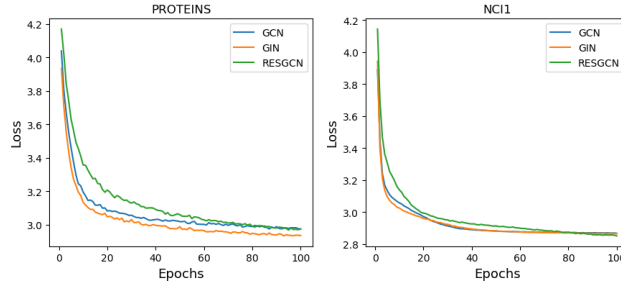 PROTEINS
4.2
4.0
3.8
3.6
3.4
3.2
3.0
Loss
0
20
40
60
80
100
Epochs
GCN
GIN
RESGCN
NCI1
4.2
4.0
3.8
3.6
3.4
3.2
3.0
2.8
Loss
0
20
40
60
80
100
Epochs
GCN
GIN
RESGCN